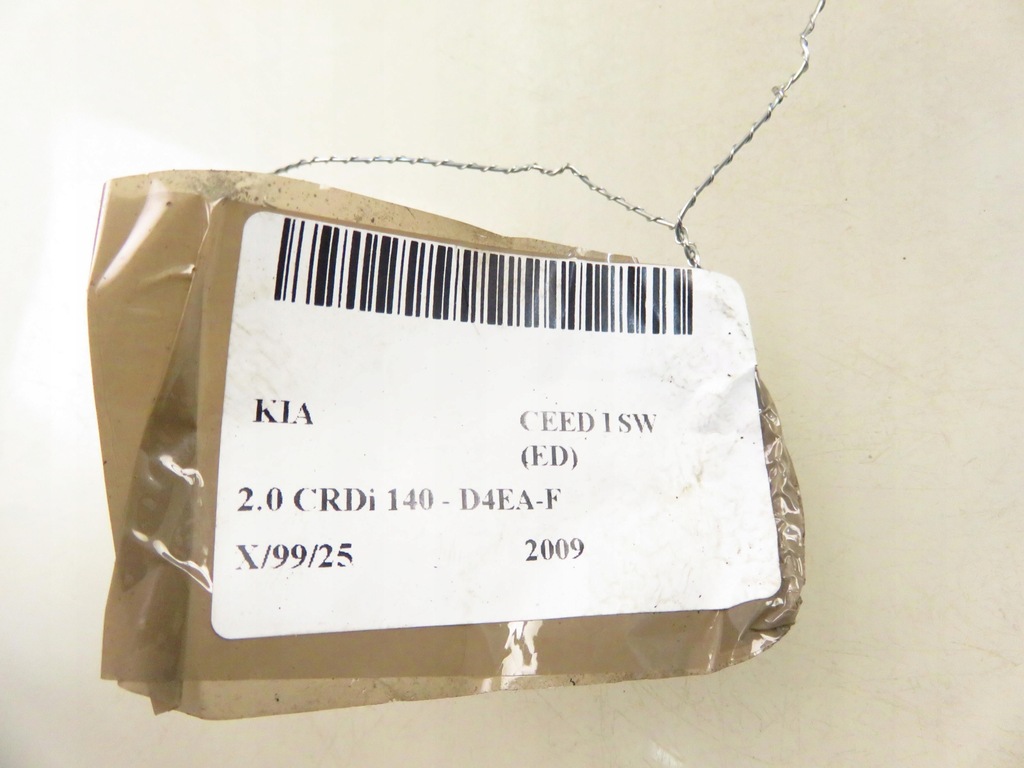 KIA CEED I SW
(ED)
2.0 CRDi 140 - D4EA-F
X/99/25 2009